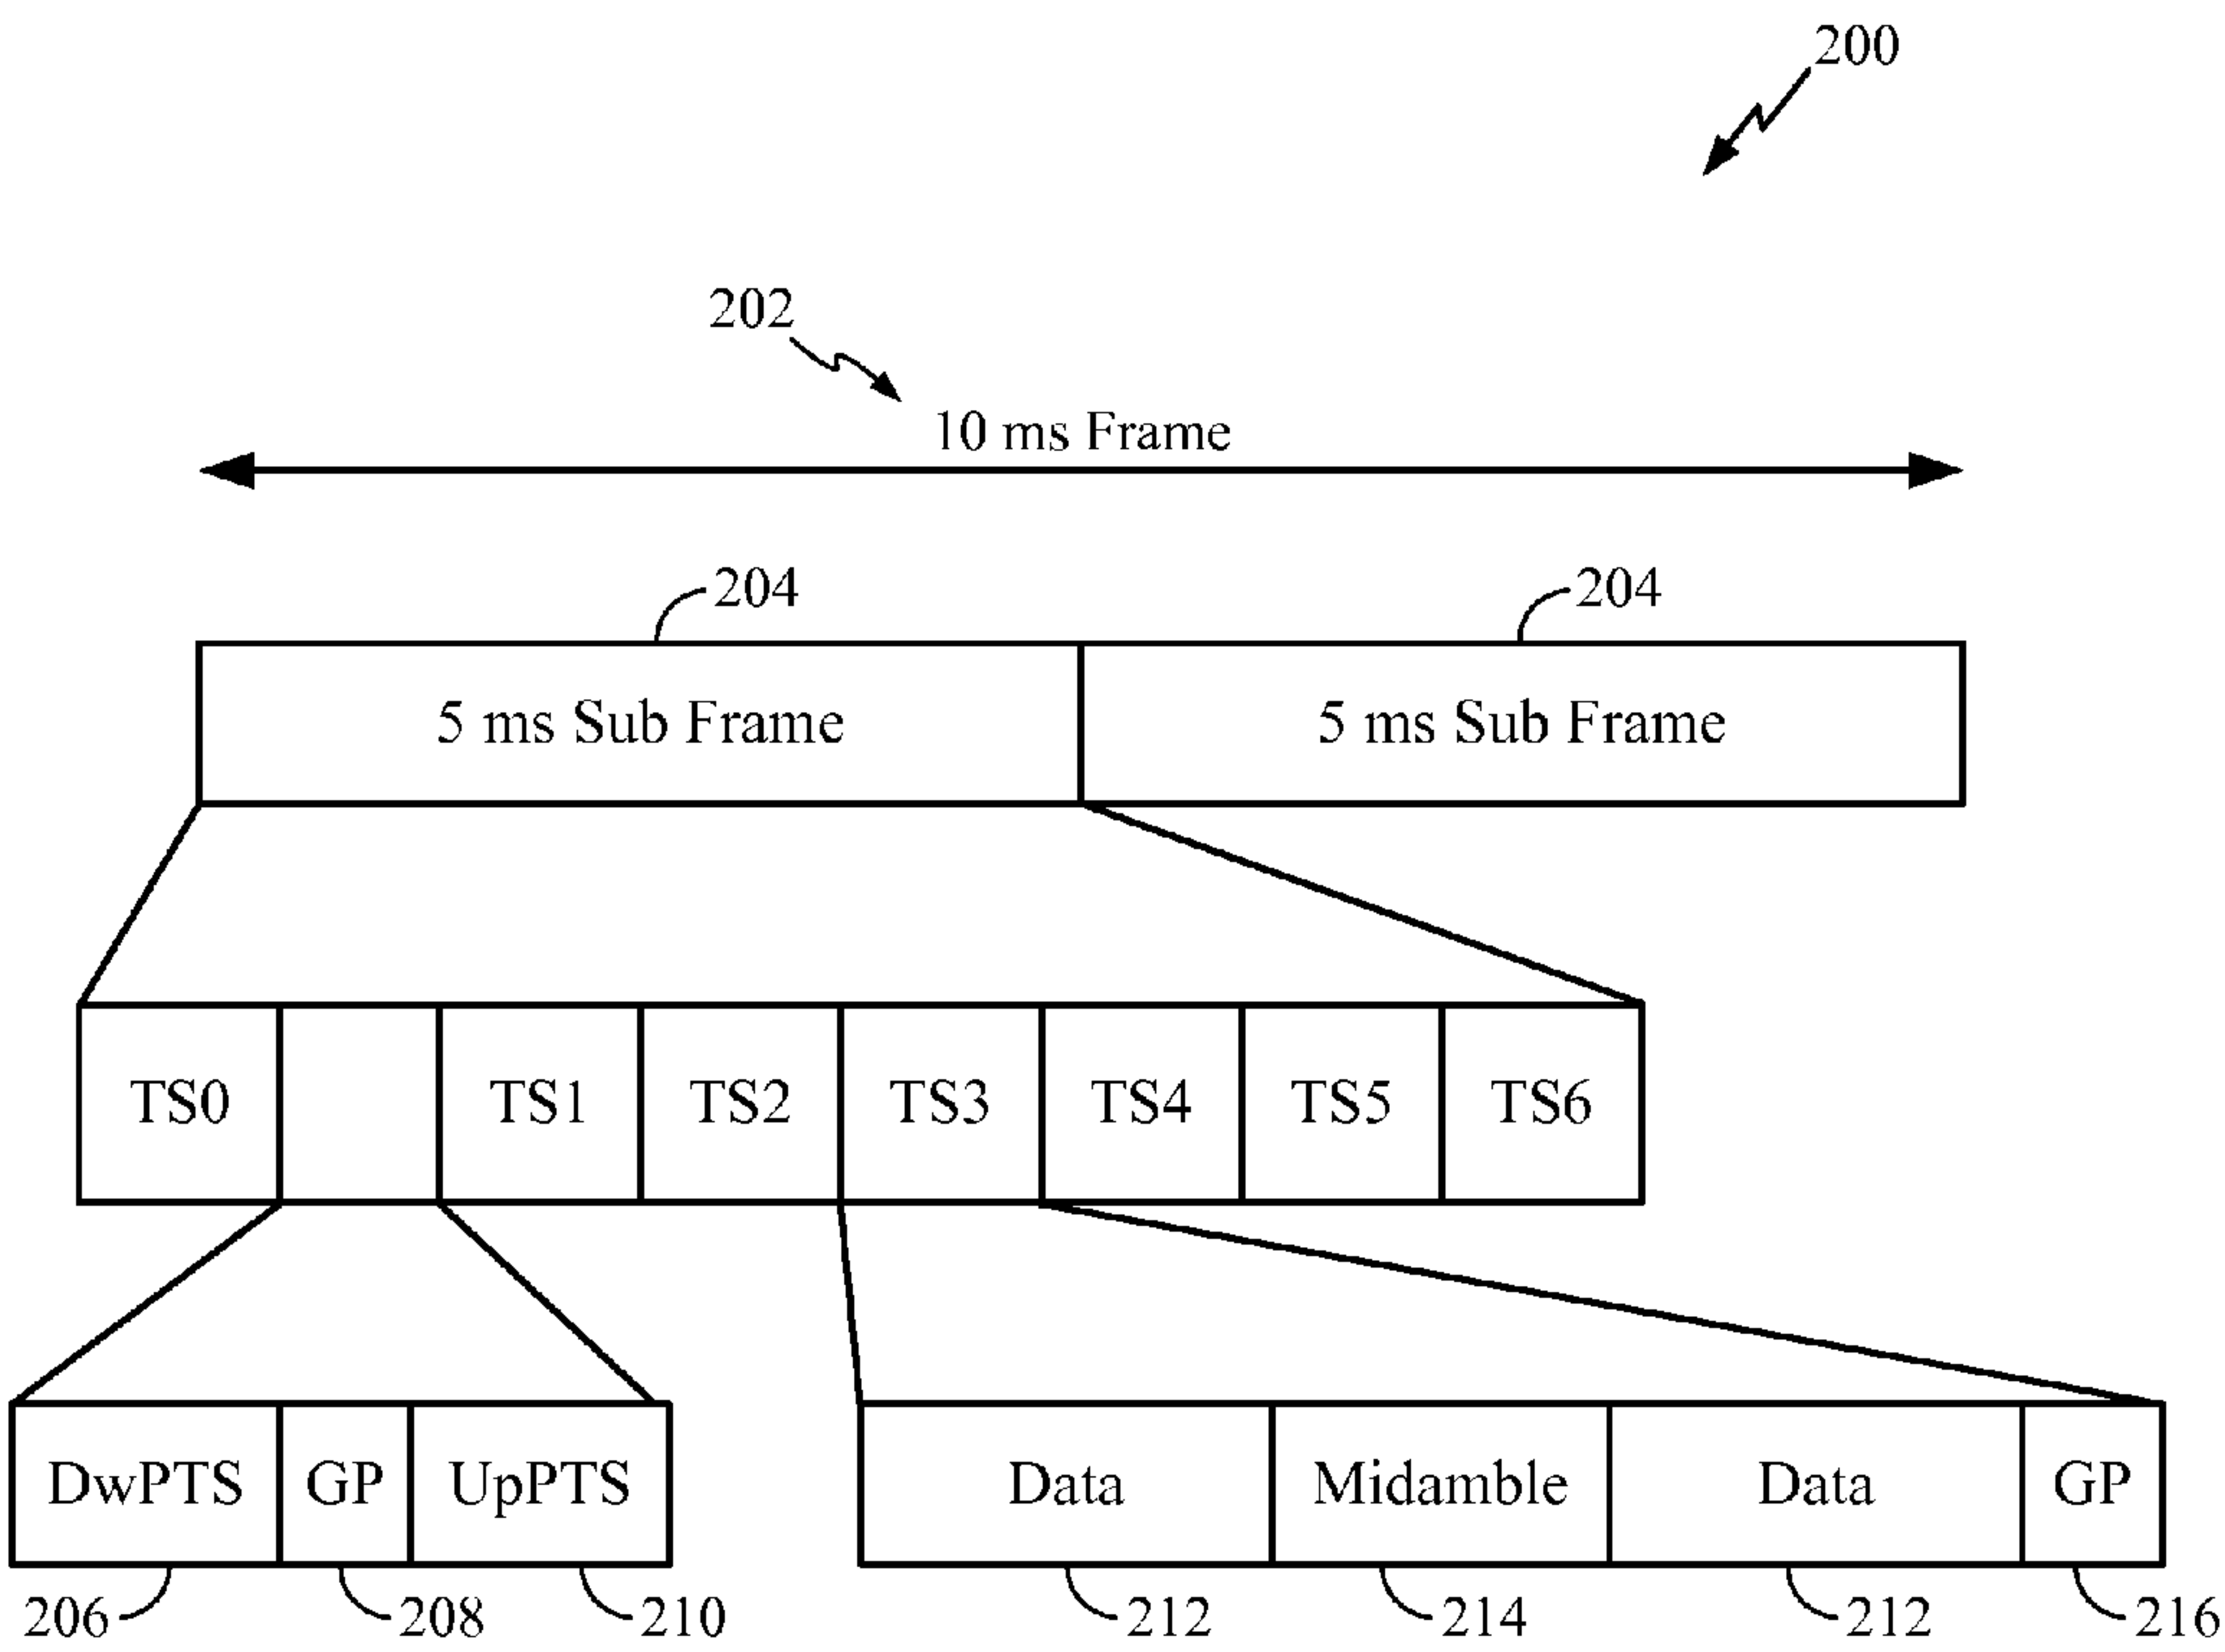 200
202
10 ms Frame
204 204
5 ms Sub Frame 5 ms Sub Frame
TS0 TS1 TS2 TS3 TS4 TS5 TS6
DwPTS GP UpPTS Data Midamble Data GP
206 208 210 212 214 212 216